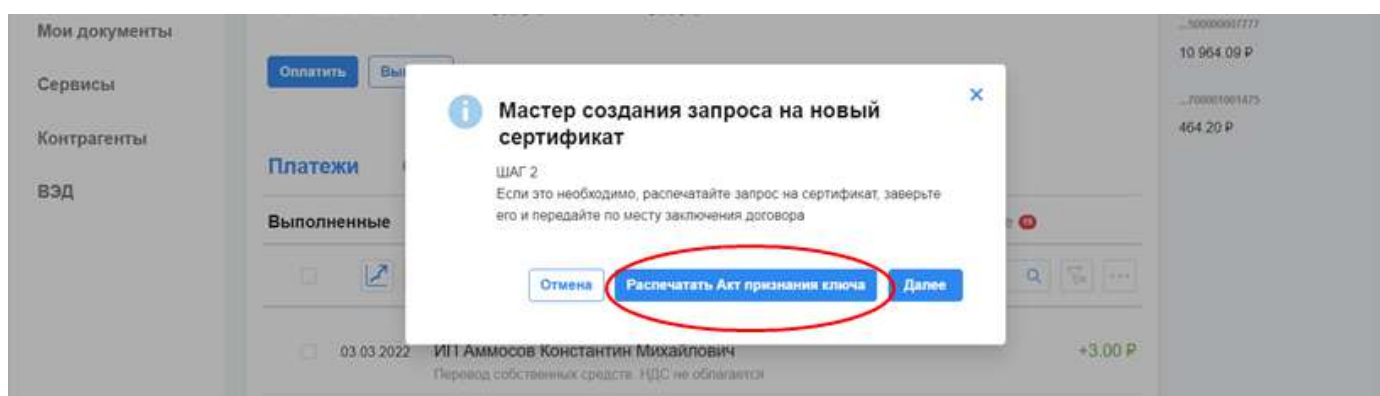 Мои документы
Сервисы
Контрагенты
ВЭД
Оплатить
Платежи
Выполненные
Мастер создания запроса на новый
сертификат
ШАГ 2
Если это необходимо, распечатайте запрос на сертификат, заверьте
его и передайте по месту заключения договора
Отмена Распечатать Акт признания ключа Далее
03.03.2022 ИП Аммосов Константин Михайлович +3.00 ₽
Перевод собственных средств. НДС не облагается
10 964.09 ₽
...700001001475
464.20 ₽